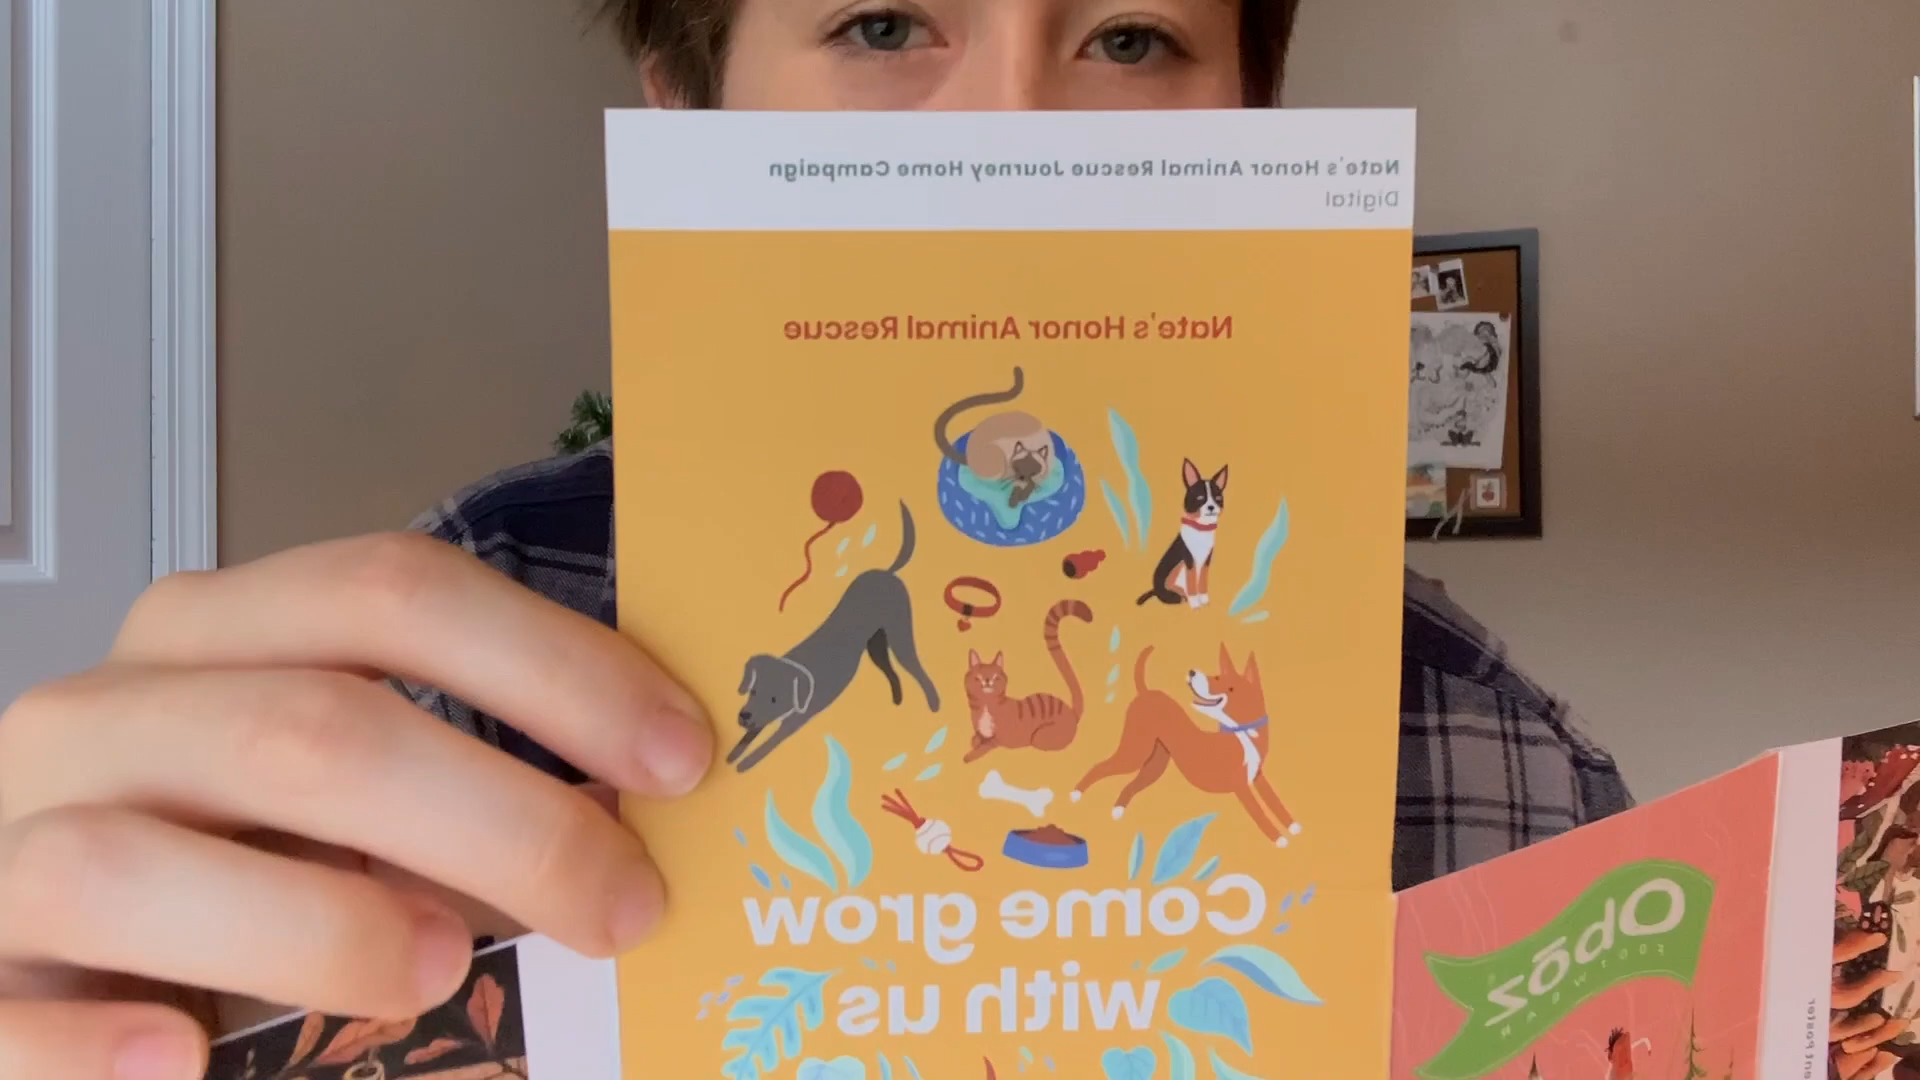 Nate's Honor Animal Rescue Journey Home Campaign
Digital
Nate's Honor Animal Rescue
Come grow
with us
Oboz
FOOTWEAR